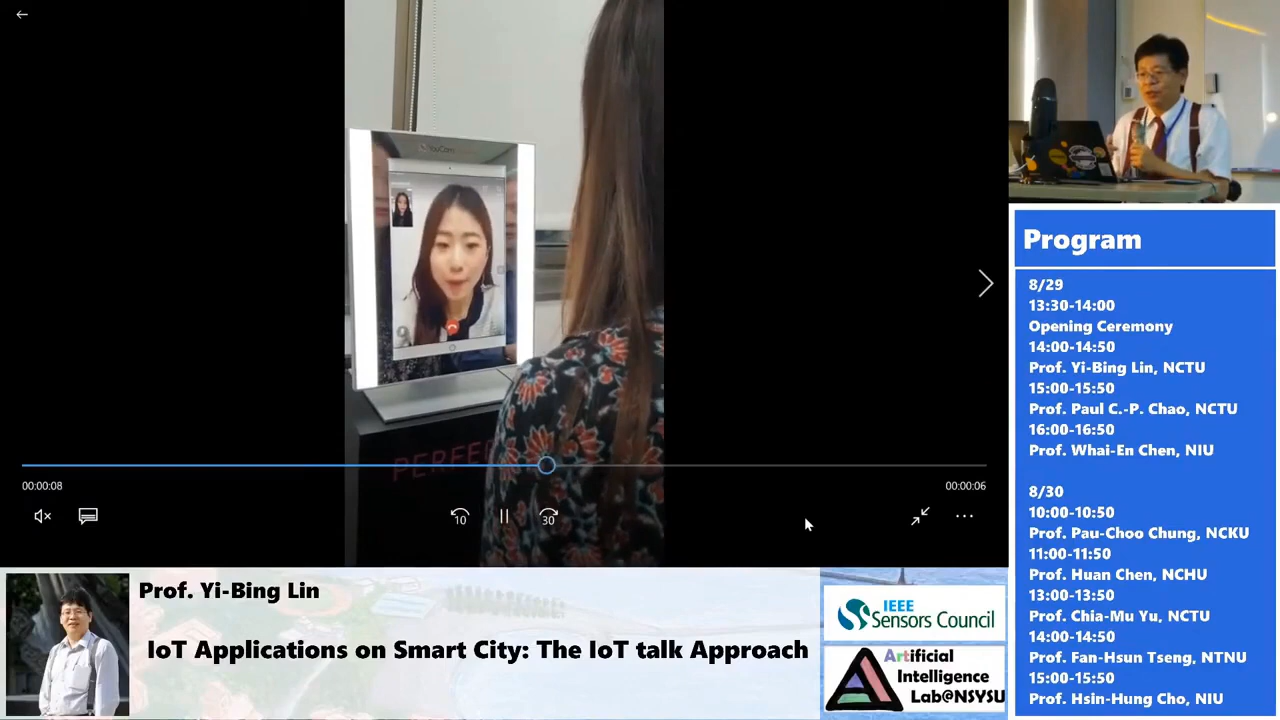 YouCam
PERFE
00:00:08
00:00:06
10
30
Program
8/29
13:30-14:00
Opening Ceremony
14:00-14:50
Prof. Yi-Bing Lin, NCTU
15:00-15:50
Prof. Paul C.-P. Chao, NCTU
16:00-16:50
Prof. Whai-En Chen, NIU
8/30
10:00-10:50
Prof. Pau-Choo Chung, NCKU
11:00-11:50
Prof. Huan Chen, NCHU
13:00-13:50
Prof. Chia-Mu Yu, NCTU
14:00-14:50
Prof. Fan-Hsun Tseng, NTNU
15:00-15:50
Prof. Hsin-Hung Cho, NIU
Prof. Yi-Bing Lin
IoT Applications on Smart City: The IoT talk Approach
IEEE
Sensors Council
Artificial
Intelligence
Lab@NSYSU